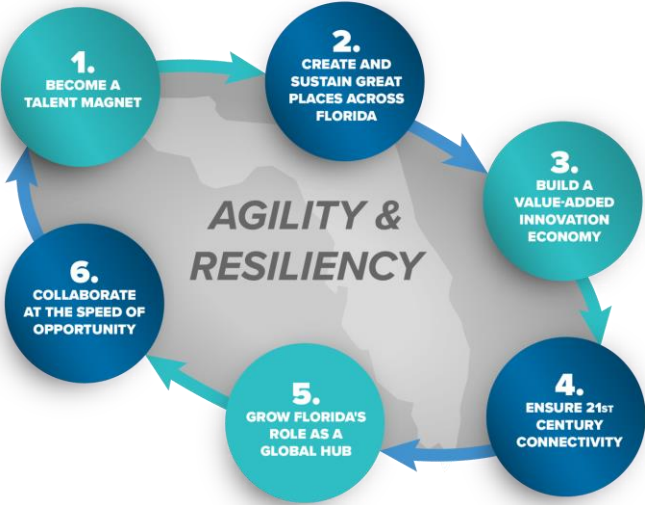 1.
BECOME A
TALENT MAGNET
2.
CREATE AND
SUSTAIN GREAT
PLACES ACROSS
FLORIDA
3.
BUILD A
VALUE-ADDED
INNOVATION
ECONOMY
4.
ENSURE 21ST
CENTURY
CONNECTIVITY
5.
GROW FLORIDA'S
ROLE AS A
GLOBAL HUB
6.
COLLABORATE
AT THE SPEED OF
OPPORTUNITY
AGILITY &
RESILIENCY